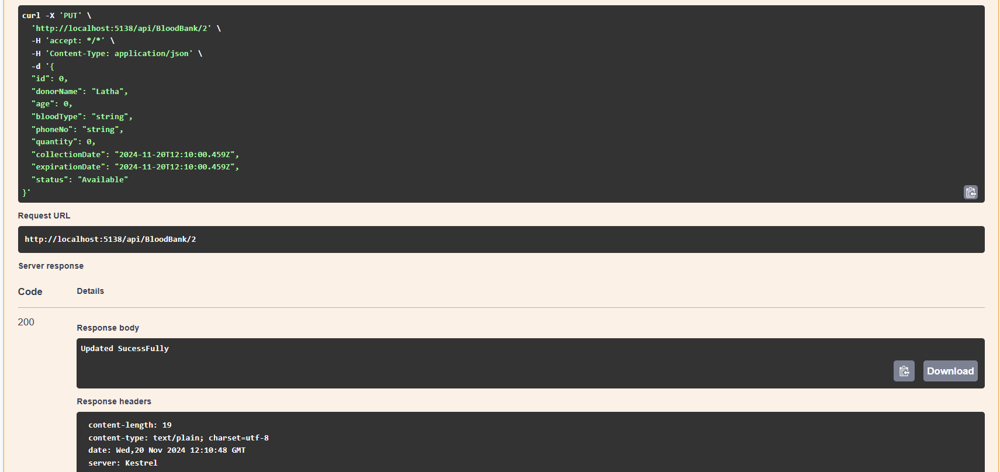 curl -X 'PUT' \
'http://localhost:5138/api/BloodBank/2' \
-H 'accept: */*' \
-H 'Content-Type: application/json' \
-d '{
"id": 0,
"donorName": "Latha",
"age": 0,
"bloodType": "string",
"phoneNo": "string",
"quantity": 0,
"collectionDate": "2024-11-20T12:10:00.459Z",
"expirationDate": "2024-11-20T12:10:00.459Z",
"status": "Available"
}'
Request URL
http://localhost:5138/api/BloodBank/2
Server response
Code Details
200
Response body
Updated SucessFully
Download
Response headers
content-length: 19
content-type: text/plain; charset=utf-8
date: Wed,20 Nov 2024 12:10:48 GMT
server: Kestrel